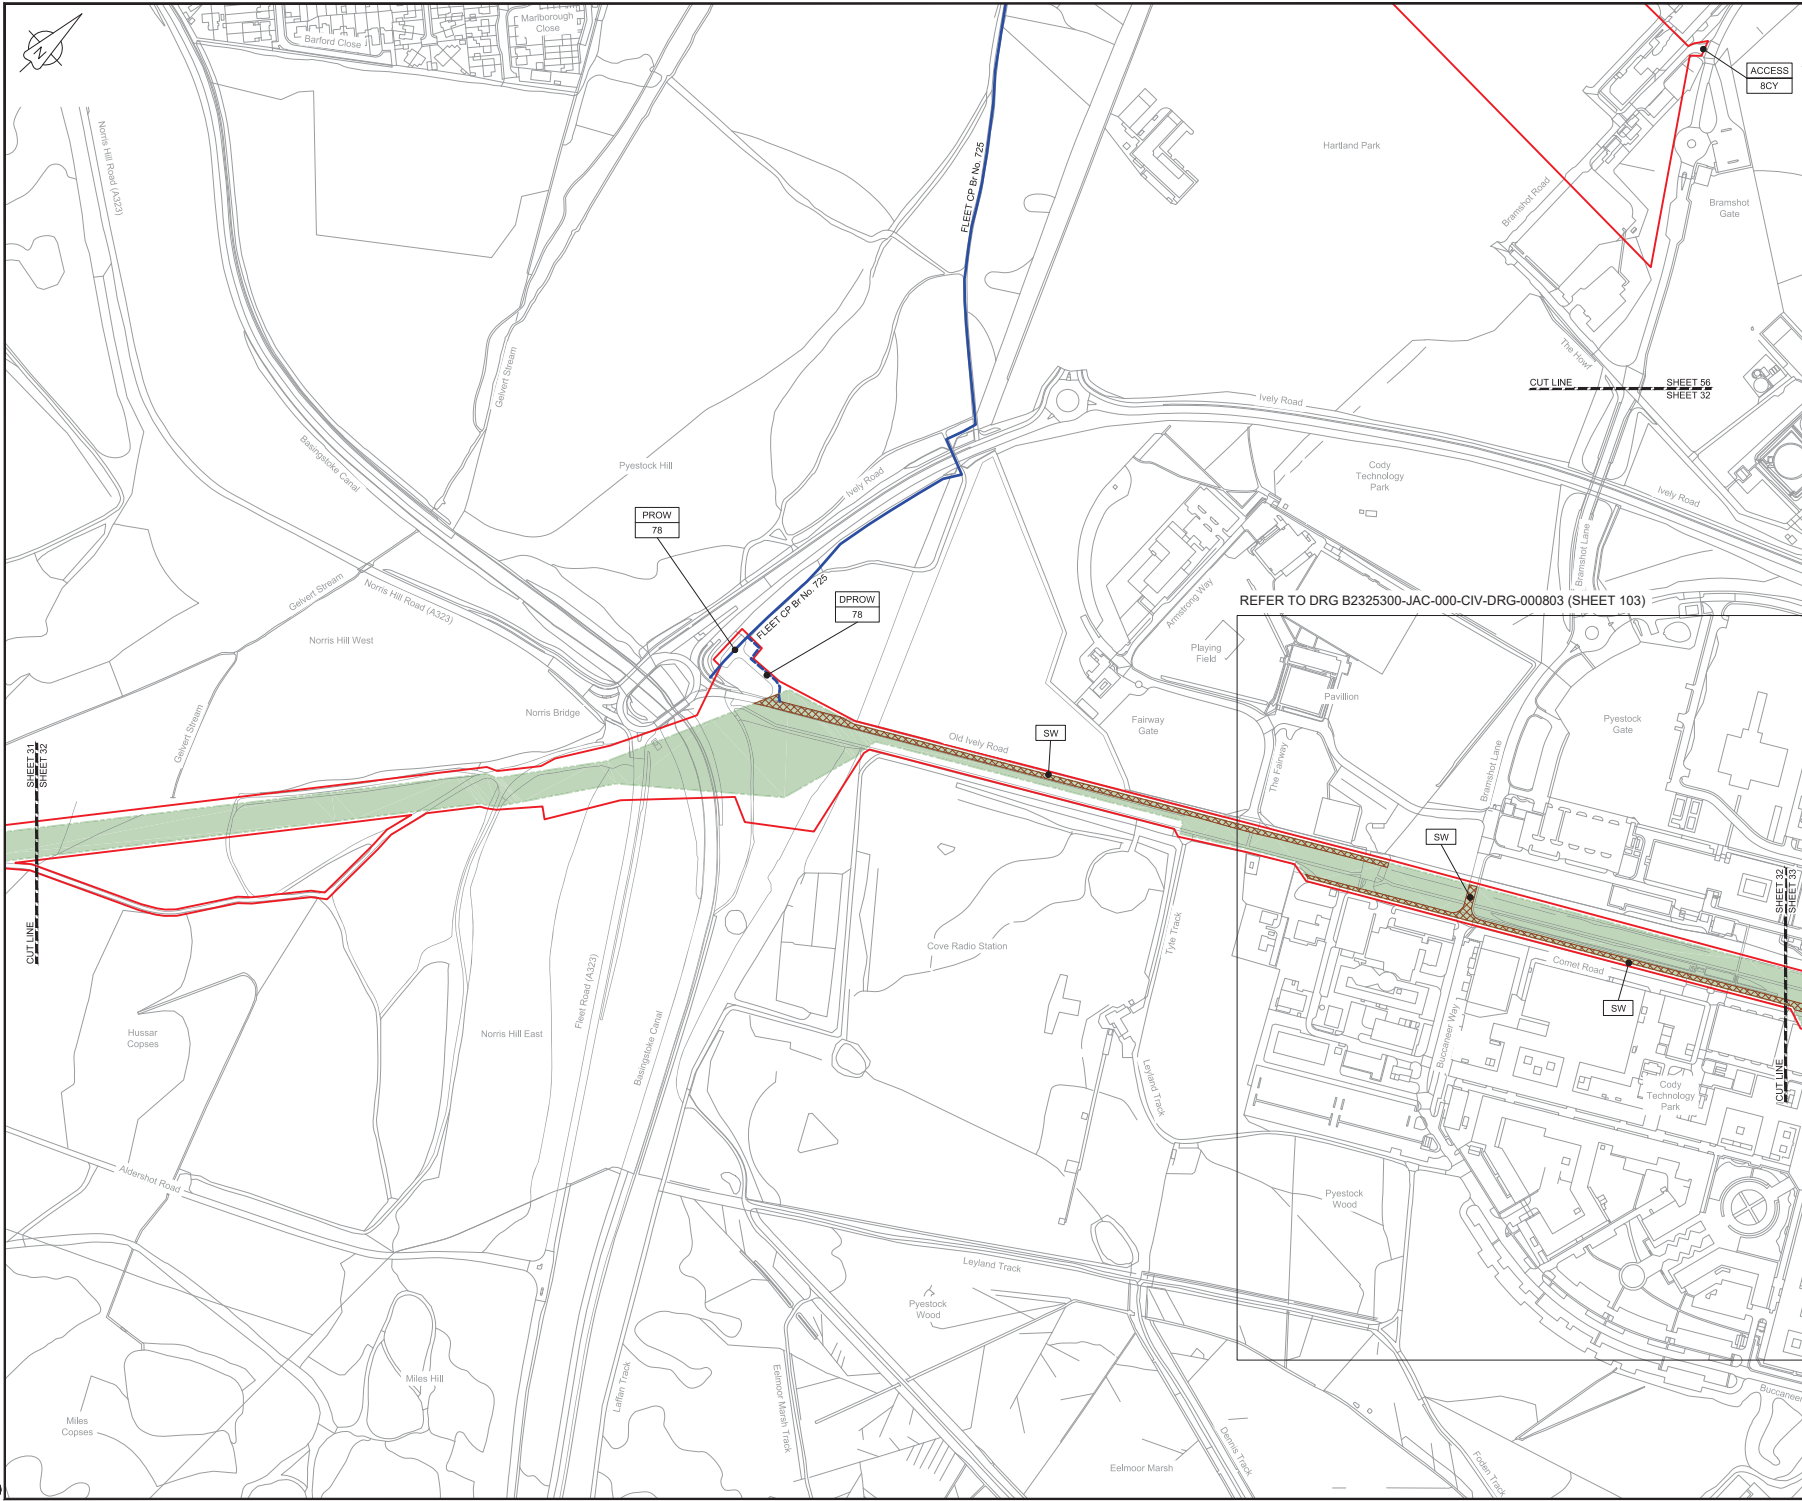 N
Barford Close
Marlborough
Close
ACCESS
8CY
Norris Hill Road (A323)
FLEET CP Br No. 725
Hartland Park
Bramshot Road
Bramshot
Gate
Gelvert Stream
The Howf
CUT LINE
SHEET 56
SHEET 32
Ively Road
Basingstoke Canal
Pyestock Hill
Ively Road
Cody
Technology
Park
Ively Road
PROW
78
Bramshot Lane
Gelvert Stream
Norris Hill Road (A323)
FLEET CP Br No. 725
DPROW
78
Armstrong Way
REFER TO DRG B2325300-JAC-000-CIV-DRG-000803 (SHEET 103)
Norris Hill West
Playing
Field
Pavillion
Norris Bridge
Gelvert Stream
Fairway
Gate
Pyestock
Gate
SW
Old Ively Road
The Fairway
Bramshot Lane
SHEET 31
SHEET 32
CUT LINE
SW
SHEET 32
SHEET 33
CUT LINE
Cove Radio Station
Tyte Track
Comet Road
SW
Fleet Road (A323)
Hussar
Copses
Norris Hill East
Basingstoke Canal
Buccaneer Way
Leyland Track
Cody
Technology
Park
Aldershot Road
Pyestock
Wood
Leyland Track
Pyestock
Wood
Miles Hill
Laffan Track
Eelmoor Marsh Track
Buccaneer
Miles
Copses
Eelmoor Marsh
Dennis Track
Foden Track